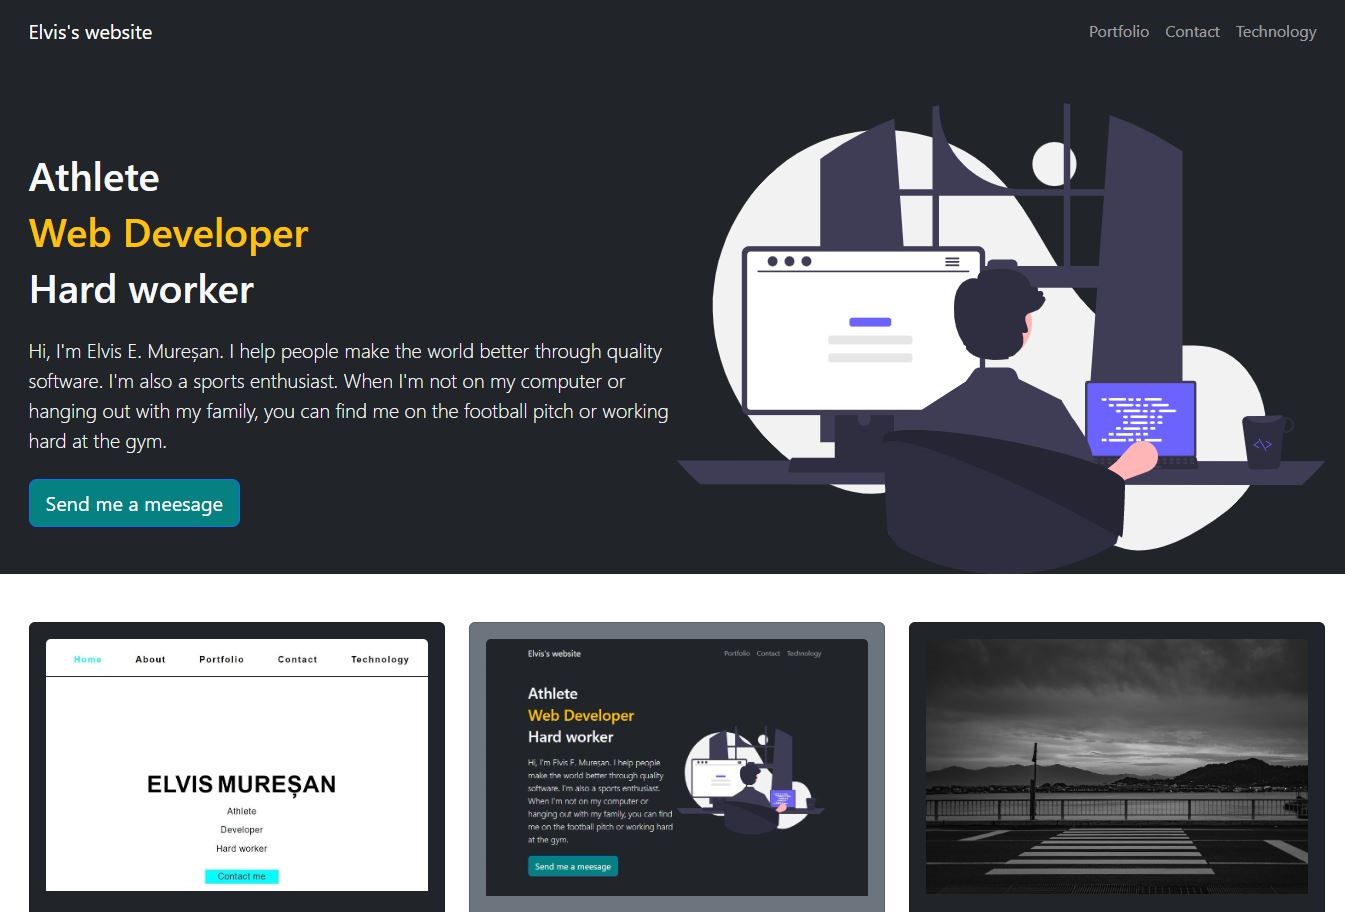 Elvis's website
Portfolio Contact Technology
Athlete
Web Developer
Hard worker
Hi, I'm Elvis E. Mureșan. I help people make the world better through quality
software. I'm also a sports enthusiast. When I'm not on my computer or
hanging out with my family, you can find me on the football pitch or working
hard at the gym.
Send me a meesage
</>
Home About Portfolio Contact Technology
ELVIS MUREȘAN
Athlete
Developer
Hard worker
Contact me
Elvis's website
Portfolio Contact Technology
Athlete
Web Developer
Hard worker
Hi, I'm Elvis E. Mureșan. I help people
make the world better through quality
software. I'm also a sports enthusiast.
When I'm not on my computer or
hanging out with my family, you can find
me on the football pitch or working hard
at the gym.
Send me a meesage